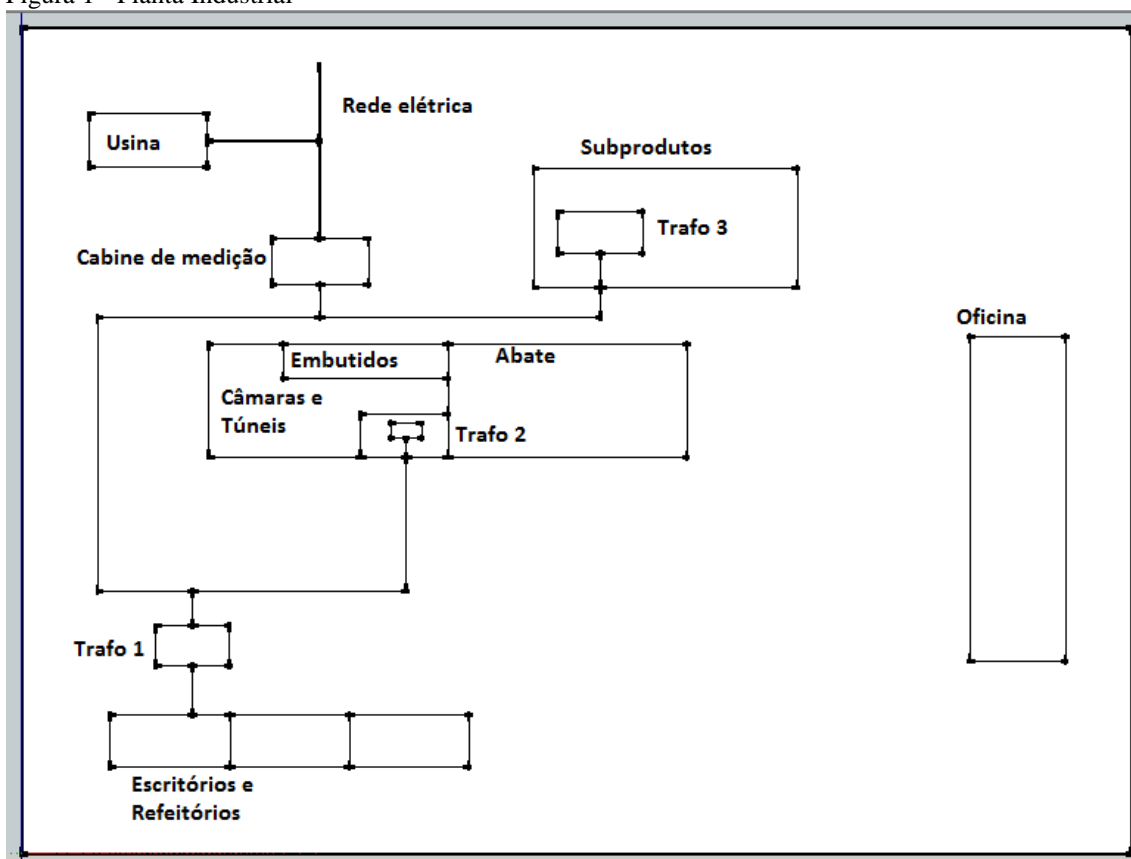 Figura 1 - Planta Industrial
Rede elétrica
Usina
Subprodutos
Trafo 3
Cabine de medição
Oficina
Embutidos
Abate
Câmaras e
Túneis
Trafo 2
Trafo 1
Escritórios e
Refeitórios